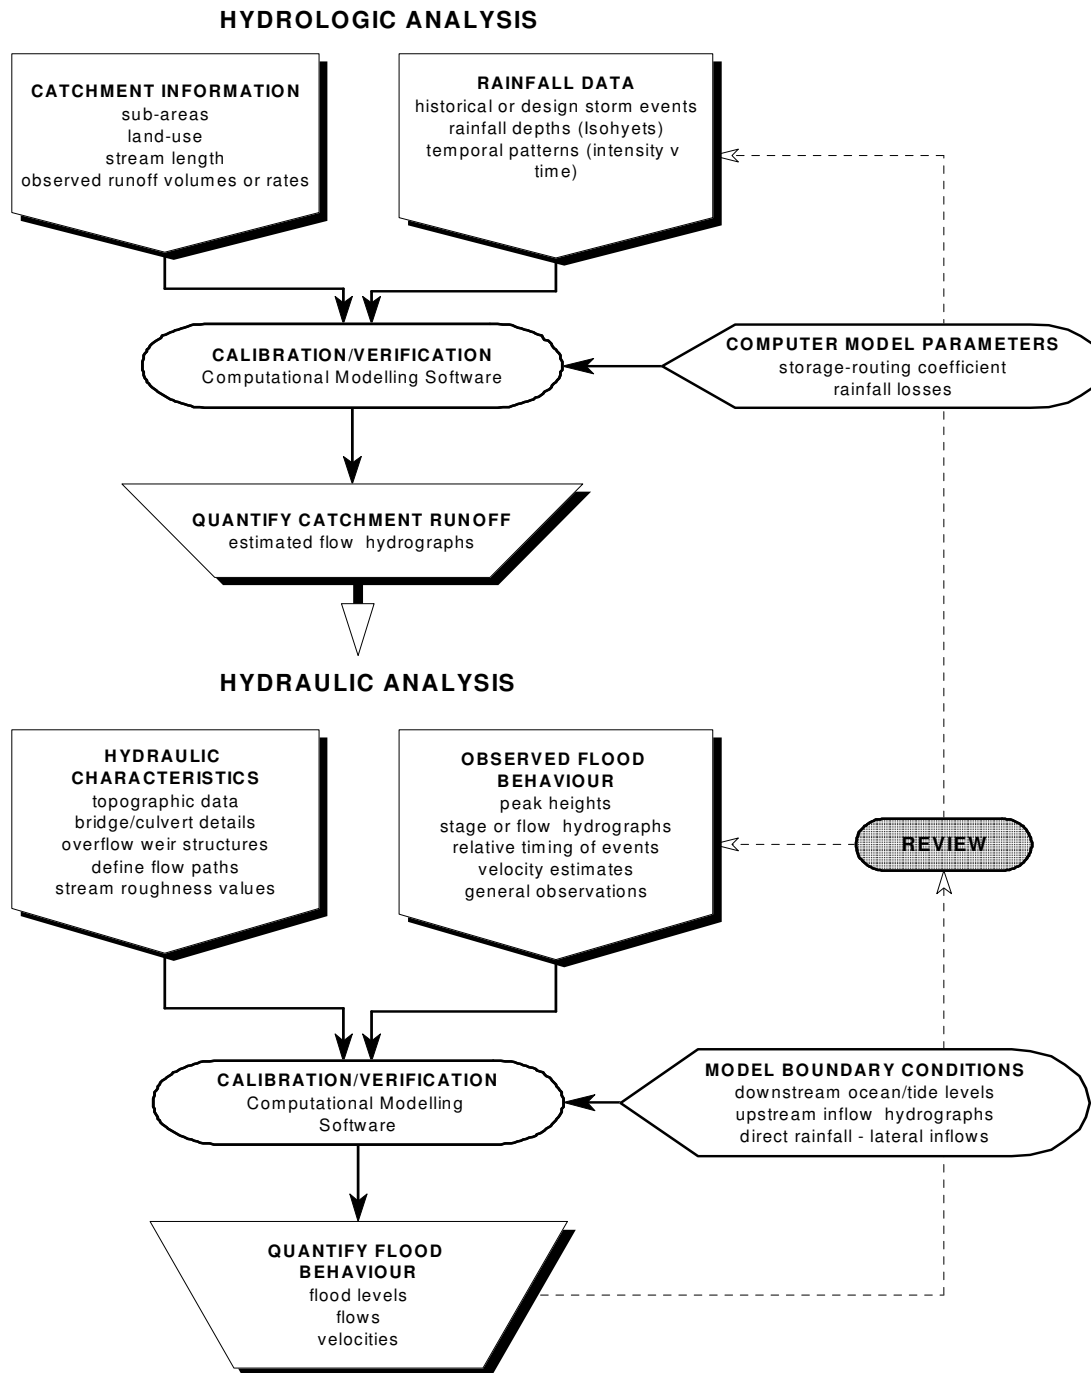 HYDROLOGIC ANALYSIS
CATCHMENT INFORMATION
sub-areas
land-use
stream length
observed runoff volumes or rates
RAINFALL DATA
historical or design storm events
rainfall depths (Isohyets)
temporal patterns (intensity v
time)
CALIBRATION/VERIFICATION
Computational Modelling Software
COMPUTER MODEL PARAMETERS
storage-routing coefficient
rainfall losses
QUANTIFY CATCHMENT RUNOFF
estimated flow hydrographs
HYDRAULIC ANALYSIS
HYDRAULIC
CHARACTERISTICS
topographic data
bridge/culvert details
overflow weir structures
define flow paths
stream roughness values
OBSERVED FLOOD
BEHAVIOUR
peak heights
stage or flow hydrographs
relative timing of events
velocity estimates
general observations
REVIEW
CALIBRATION/VERIFICATION
Computational Modelling
Software
MODEL BOUNDARY CONDITIONS
downstream ocean/tide levels
upstream inflow hydrographs
direct rainfall - lateral inflows
QUANTIFY FLOOD
BEHAVIOUR
flood levels
flows
velocities